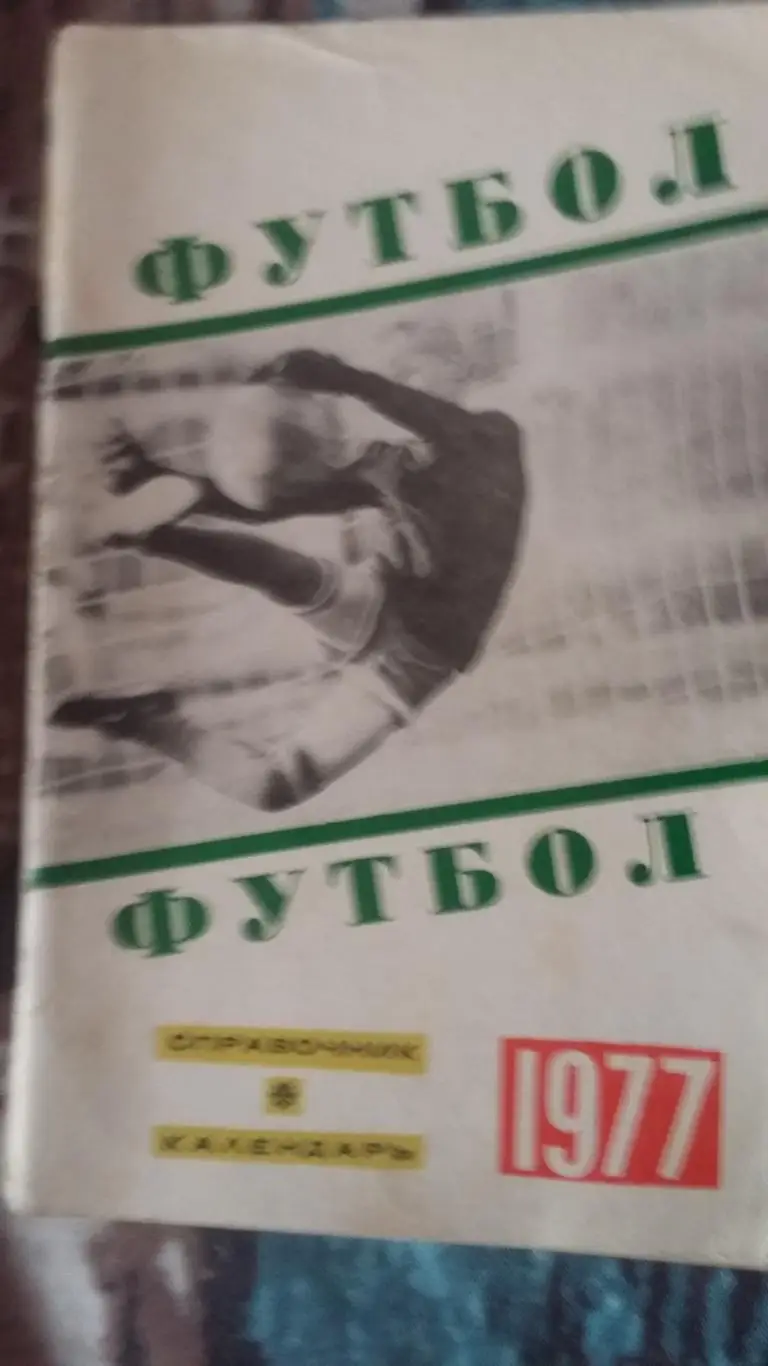 ФУТБОЛ
ФУТБОЛ
СПРАВОЧНИК
КАЛЕНДАРЬ
1977